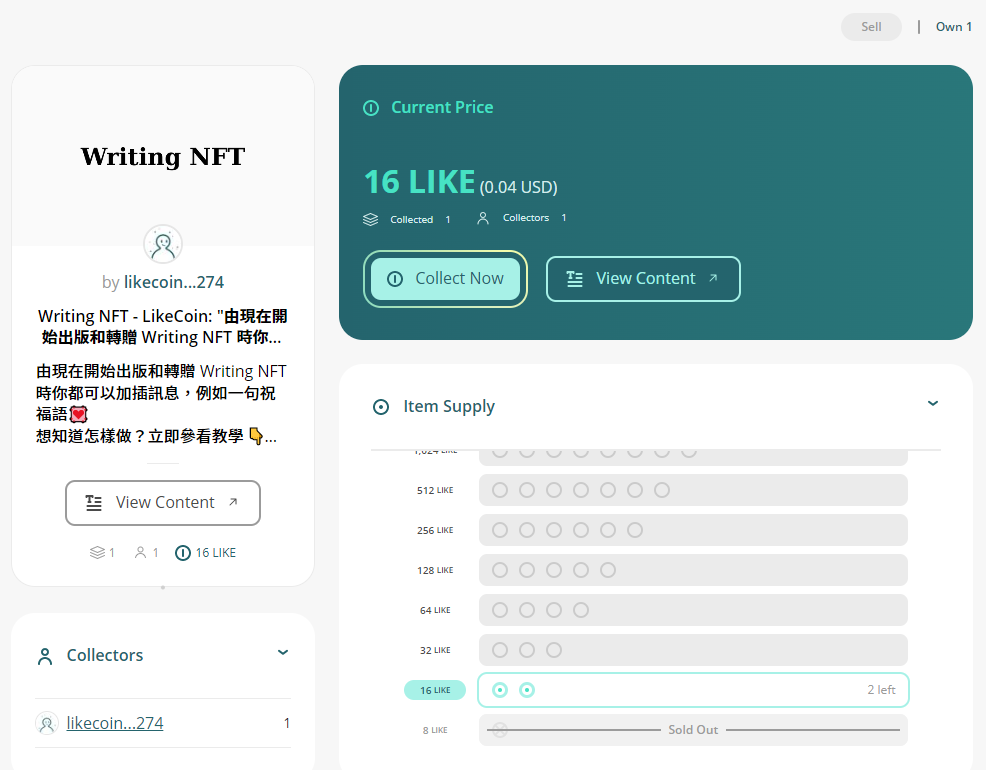 Sell | Own 1
Writing NFT
by likecoin...274
Writing NFT - LikeCoin: "由現在開
始出版和轉贈 Writing NFT 時你...
由現在開始出版和轉贈 Writing NFT
時你都可以加插訊息，例如一句祝
福語💟
想知道怎樣做？立即參看教學 👇...
View Content
1 1 16 LIKE
Collectors
likecoin...274 1
Current Price
16 LIKE (0.04 USD)
Collected 1 Collectors 1
Collect Now View Content
Item Supply
1,024 LIKE
512 LIKE
256 LIKE
128 LIKE
64 LIKE
32 LIKE
16 LIKE 2 left
8 LIKE Sold Out